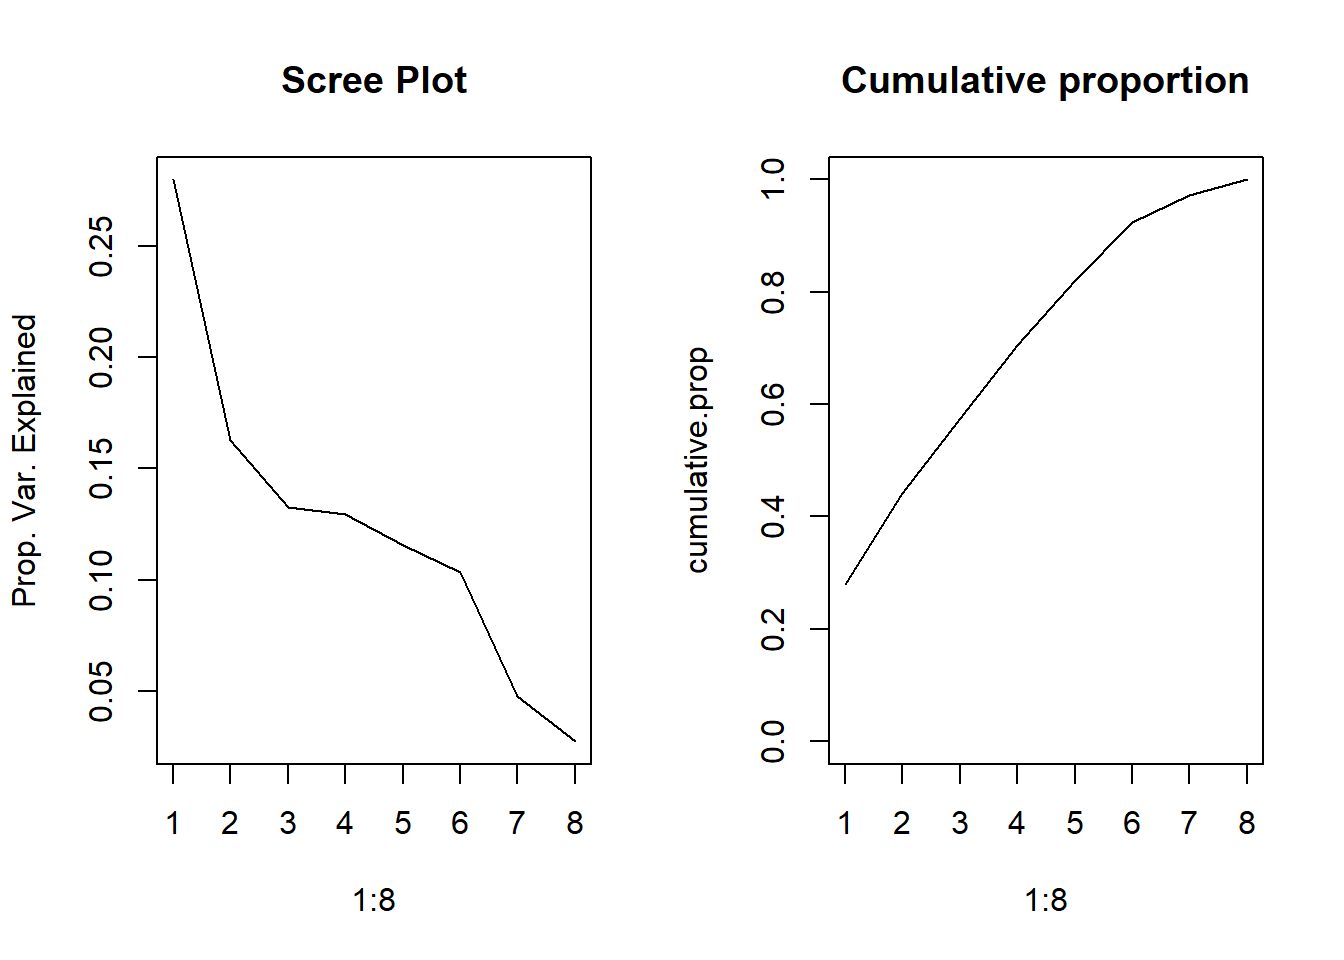 Scree Plot
Prop. Var. Explained
0.25
0.20
0.15
0.10
0.05
1 2 3 4 5 6 7 8
1:8
Cumulative proportion
cumulative.prop
1.0
0.8
0.6
0.4
0.2
0.0
1 2 3 4 5 6 7 8
1:8